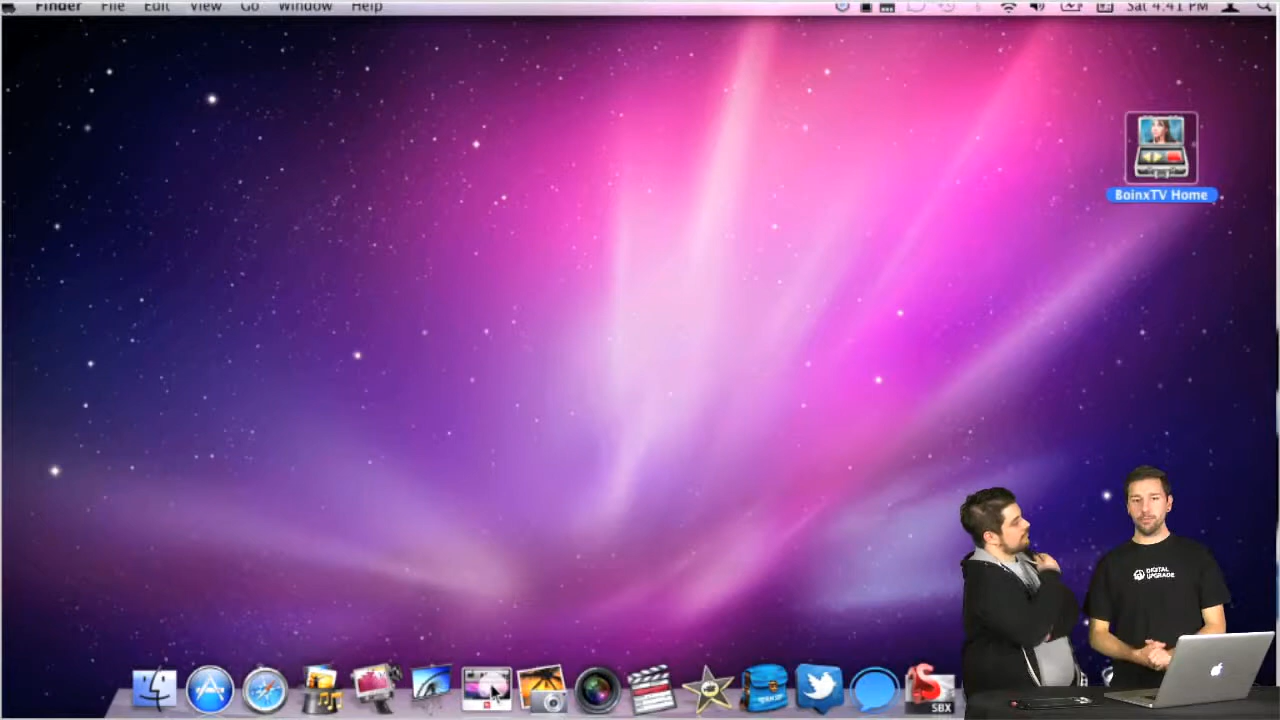 Finder File Edit View Go Window Help Sat 4:41 PM
BoinxTV Home
DIGITAL
UPGRADE
SBX